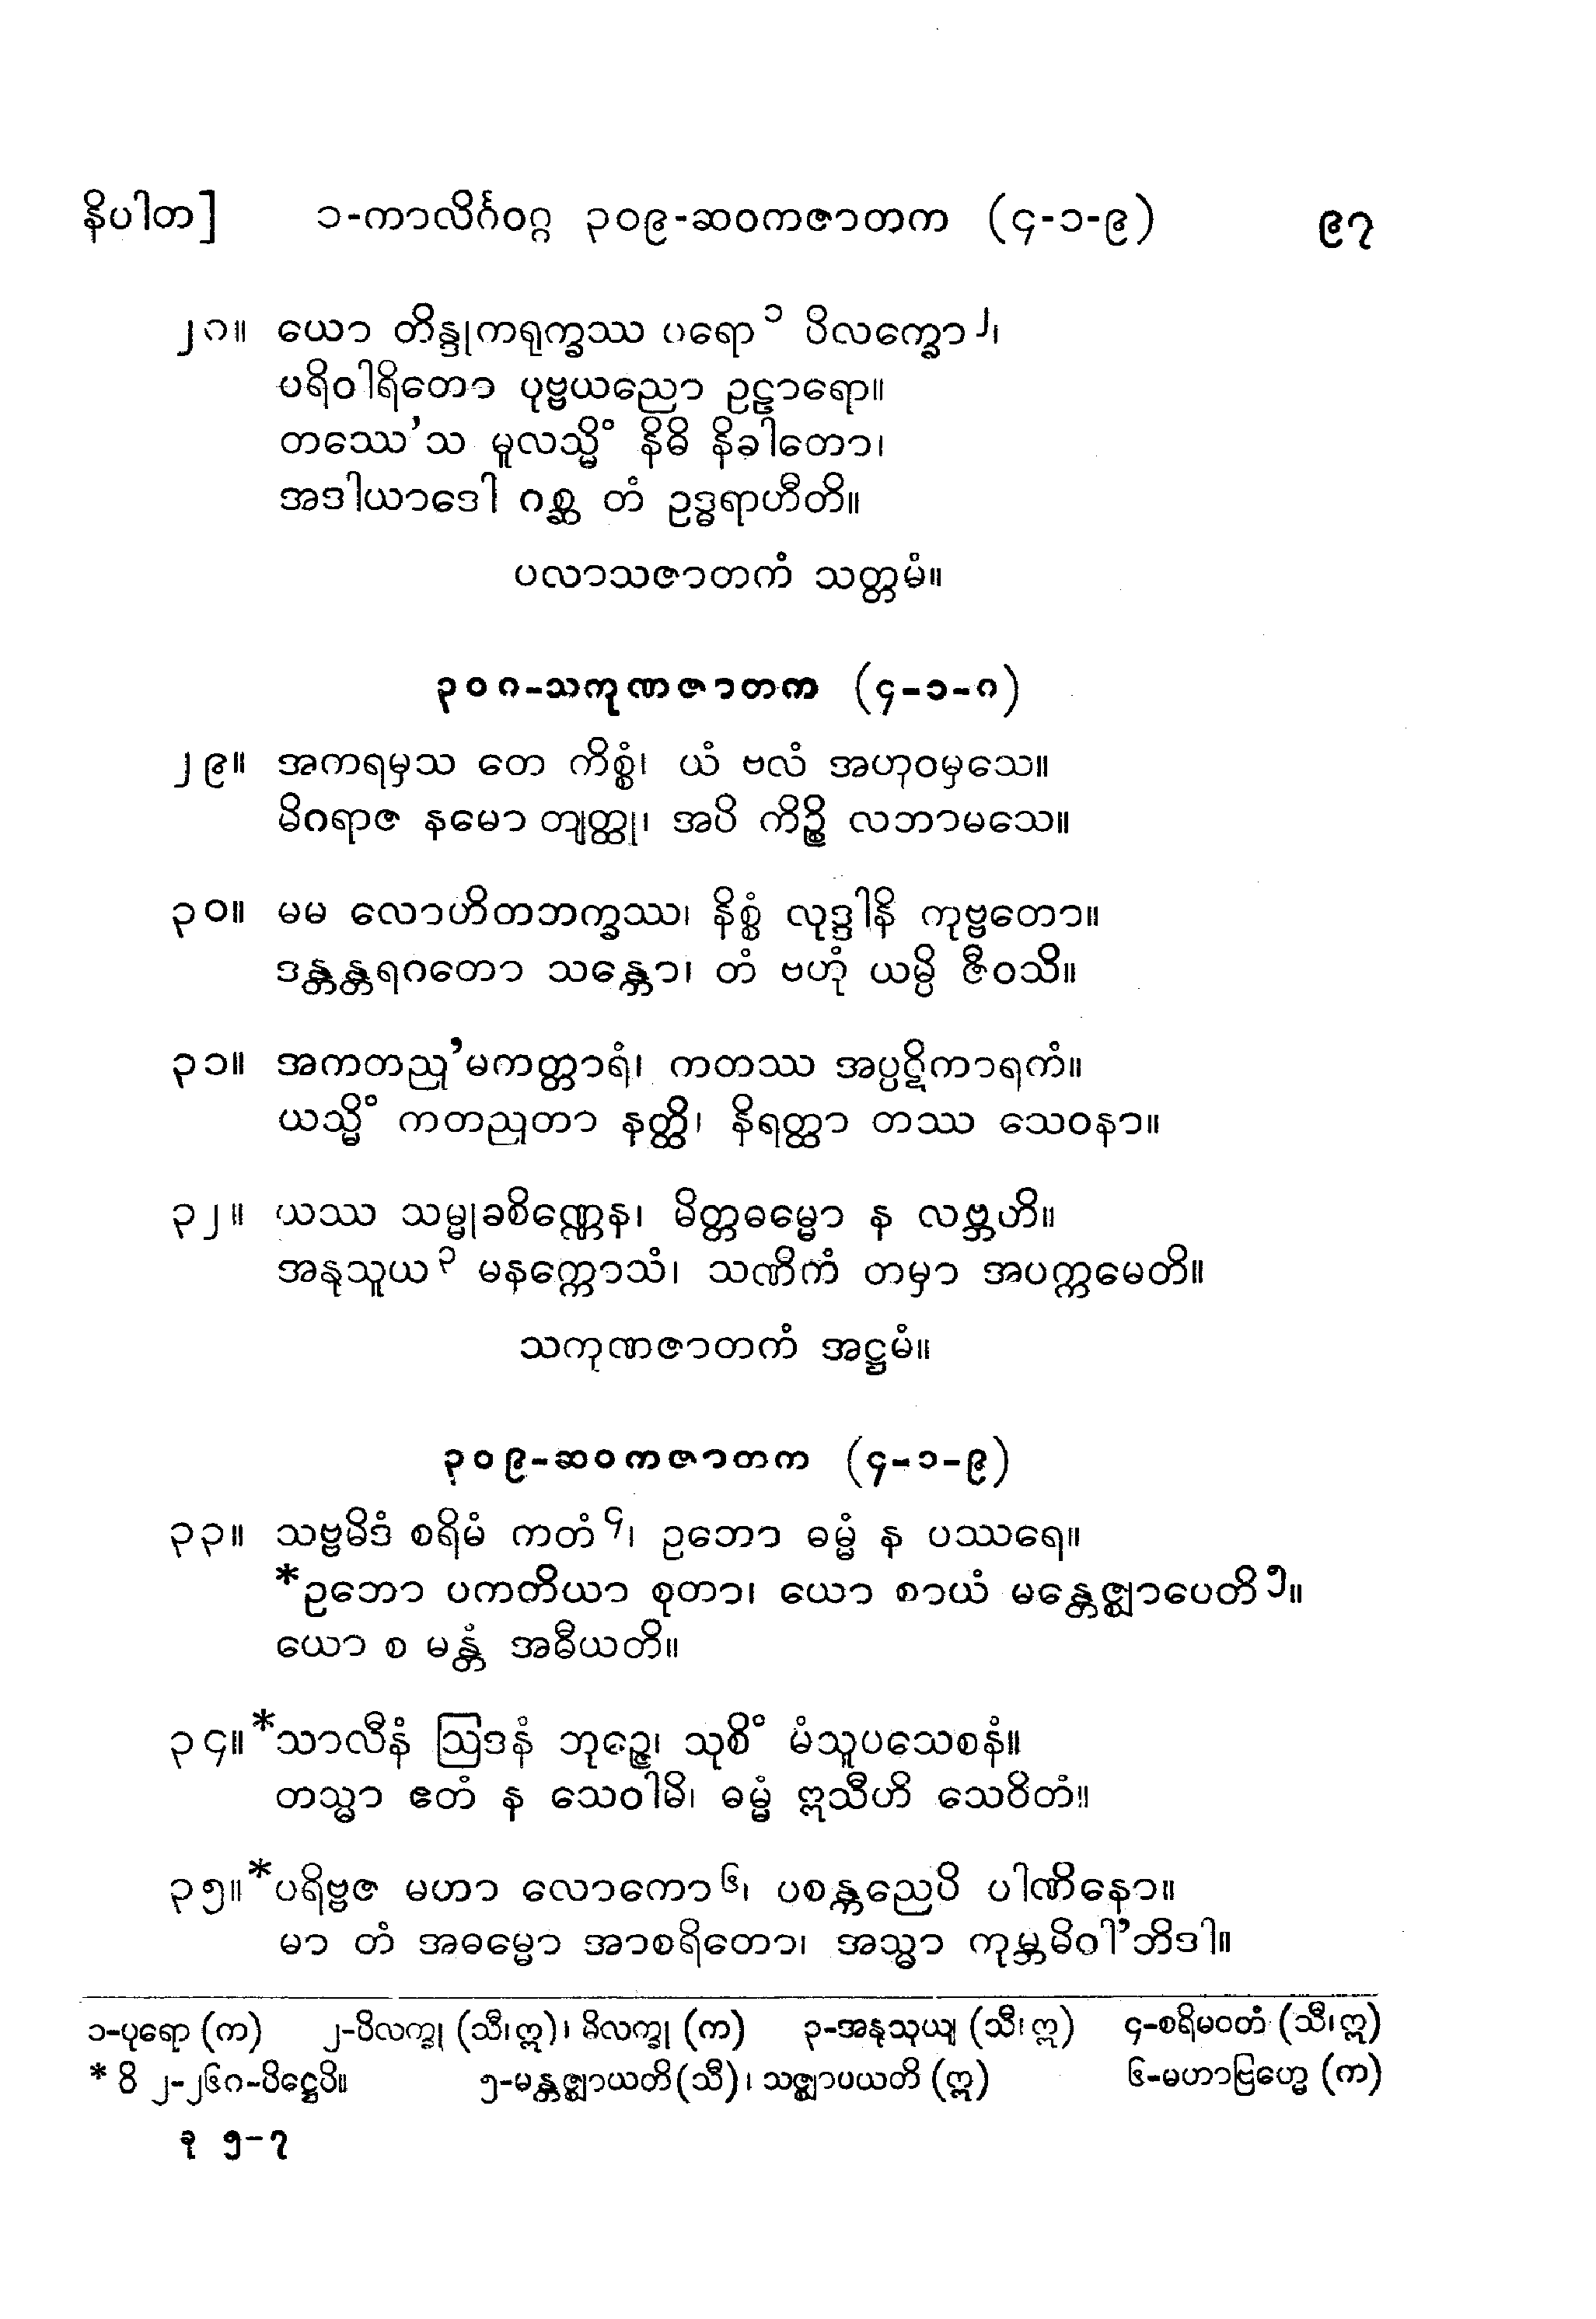 နိပါတ]	၁-ကာလိင်္ဂဝဂ္ဂ ၃၀၉-ဆဝကဇာတက (၄-၁-၉)	၉၇
၂၈။ ယော တိန္ဒုကရုက္ခဿ ပရော ၁ ပိလက္ခော ၂၊
ပရိဝါရိတော ပုဗ္ဗယညော ဥဠာရော။
တဿေ’သ မူလသ္မိံ နိဓိ နိခါတော၊
အဒါယာဒေါ ဂစ္ဆ တံ ဥဒ္ဓရာဟီတိ။
ပလာသဇာတကံ သတ္တမံ။
၃၀၈-သကုဏဇာတက (၄-၁-၈)
၂၉။ အကရမှသ တေ ကိစ္စံ၊ ယံ ဗလံ အဟုဝမှသေ။
မိဂရာဇ နမော တျတ္ထု၊ အပိ ကိဉ္စိ လဘာမသေ။
၃၀။ မမ လောဟိတဘက္ခဿ၊ နိစ္စံ လုဒ္ဒါနိ ကုဗ္ဗတော။
ဒန္တန္တရဂတော သန္တော၊ တံ ဗဟုံ ယမ္ပိ ဇီဝသိ။
၃၁။ အကတညု’မကတ္တာရံ၊ ကတဿ အပ္ပဋိကာရကံ။
ယသ္မိံ ကတညုတာ နတ္ထိ၊ နိရတ္ထာ တဿ သေဝနာ။
၃၂။ ယဿ သမ္မုခစိဏ္ဏေန၊ မိတ္တဓမ္မော န လဗ္ဘဟိ။
အနုသူယ ၃ မနက္ကောသံ၊ သဏိကံ တမှာ အပက္ကမေတိ။
သကုဏဇာတကံ အဋ္ဌမံ။
၃၀၉-ဆဝကဇာတက (၄-၁-၉)
၃၃။ သဗ္ဗမိဒံ စရိမံ ကတံ ၄၊ ဥဘော ဓမ္မံ န ပဿရေ။
*ဥဘော ပကတိယာ စုတာ၊ ယော စာယံ မန္တေဇ္ဈာပေတိ ၅။
ယော စ မန္တံ အဓီယတိ။
၃၄။ *သာလီနံ ဩဒနံ ဘုဉ္ဇေ၊ သုစိံ မံသူပသေစနံ။
တသ္မာ ဧတံ န သေဝါမိ၊ ဓမ္မံ ဣသီဟိ သေဝိတံ။
၃၅။ *ပရိဗ္ဗဇ မဟာ လောကော ၆၊ ပစန္တညေပိ ပါဏိနော။
မာ တံ အဓမ္မော အာစရိတော၊ အသ္မာ ကုမ္ဘမိဝါ’ဘိဒါ။
၁-ပုရော (က)	၂-ပိလက္ခု (သီ၊ဣ)၊ မိလက္ခု (က)	၃-အနုသုယျ (သီ၊ဣ)	၄-စရိမဝတံ (သီ၊ဣ)
* ဝိ ၂-၂၆၈-ပိဋ္ဌေပိ။	၅-မန္တဇ္ဈာယတိ(သီ)၊ သဇ္ဈာပယတိ (ဣ)	၆-မဟာဗြဟ္မေ (က)
ခု ၅-၇